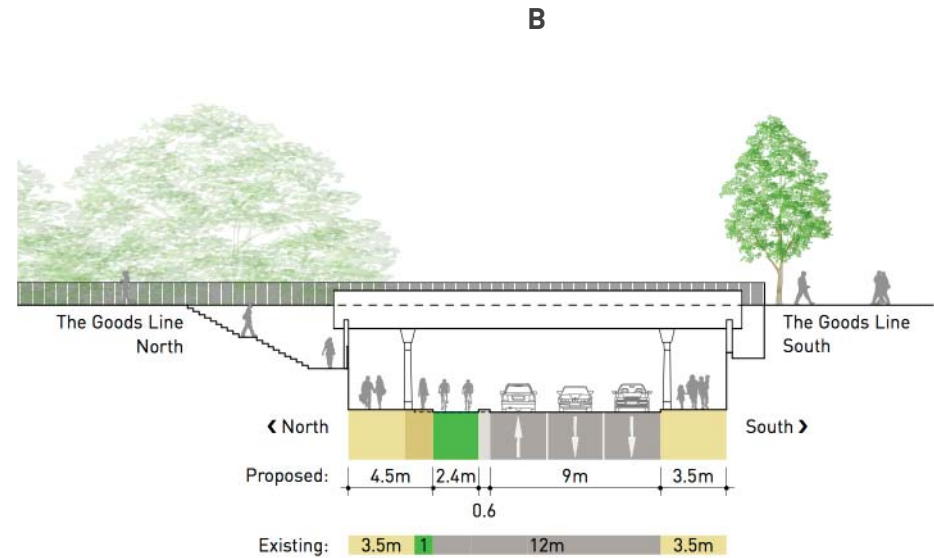 B
The Goods Line
North
The Goods Line
South
‹ North
South ›
Proposed: 4.5m 2.4m 9m 3.5m
0.6
Existing: 3.5m 1 12m 3.5m